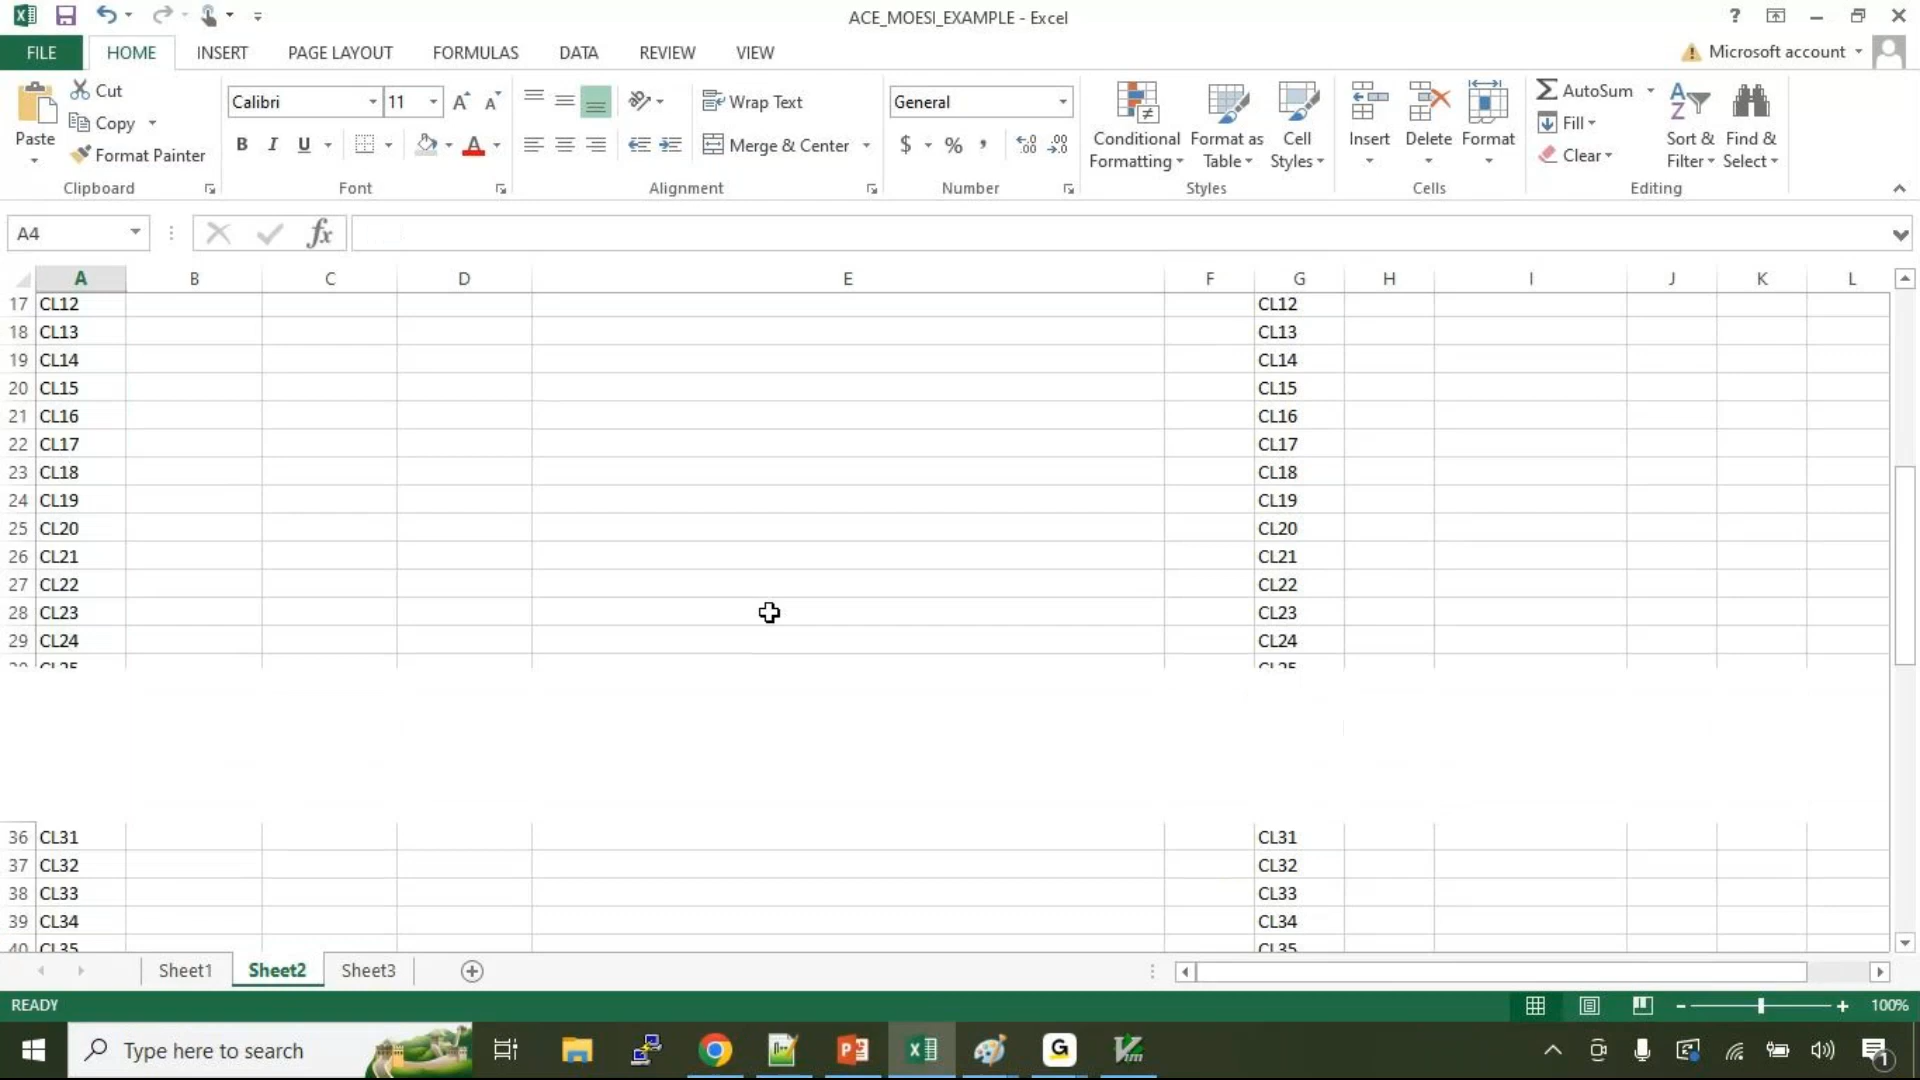 ACE_MOESI_EXAMPLE - Excel
?
FILE HOME INSERT PAGE LAYOUT FORMULAS DATA REVIEW VIEW
Microsoft account
Paste
Cut
Copy
Format Painter
Clipboard
Calibri 11
B I U
Font
Wrap Text
Merge & Center
Alignment
General
$ %
Number
Conditional Formatting
Format as Table
Cell Styles
Styles
Insert
Delete
Format
Cells
AutoSum
Fill
Clear
Sort & Filter
Find & Select
Editing
A4
fx
A B C D E F G H I J K L
17 CL12 CL12
18 CL13 CL13
19 CL14 CL14
20 CL15 CL15
21 CL16 CL16
22 CL17 CL17
23 CL18 CL18
24 CL19 CL19
25 CL20 CL20
26 CL21 CL21
27 CL22 CL22
28 CL23 CL23
29 CL24 CL24
36 CL31 CL31
37 CL32 CL32
38 CL33 CL33
39 CL34 CL34
40 CL35 CL35
Sheet1 Sheet2 Sheet3
READY
100%
Type here to search